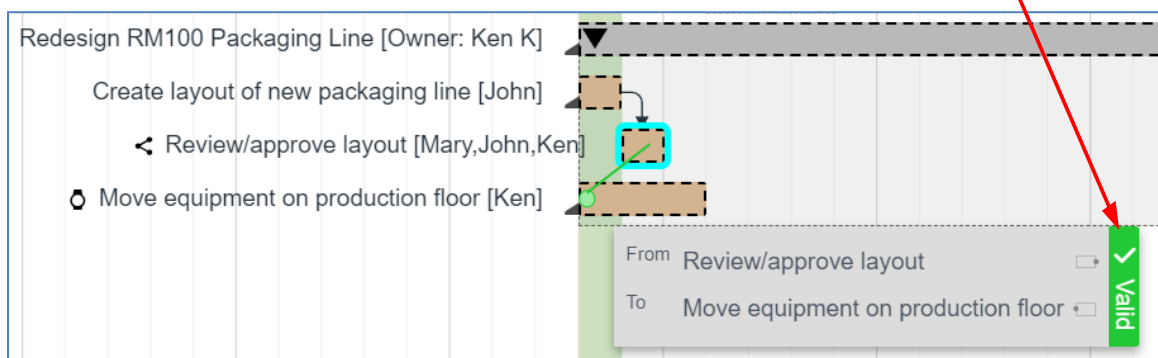 Redesign RM100 Packaging Line [Owner: Ken K]
Create layout of new packaging line [John]
Review/approve layout [Mary,John,Ken]
Move equipment on production floor [Ken]
From Review/approve layout
To Move equipment on production floor
Valid